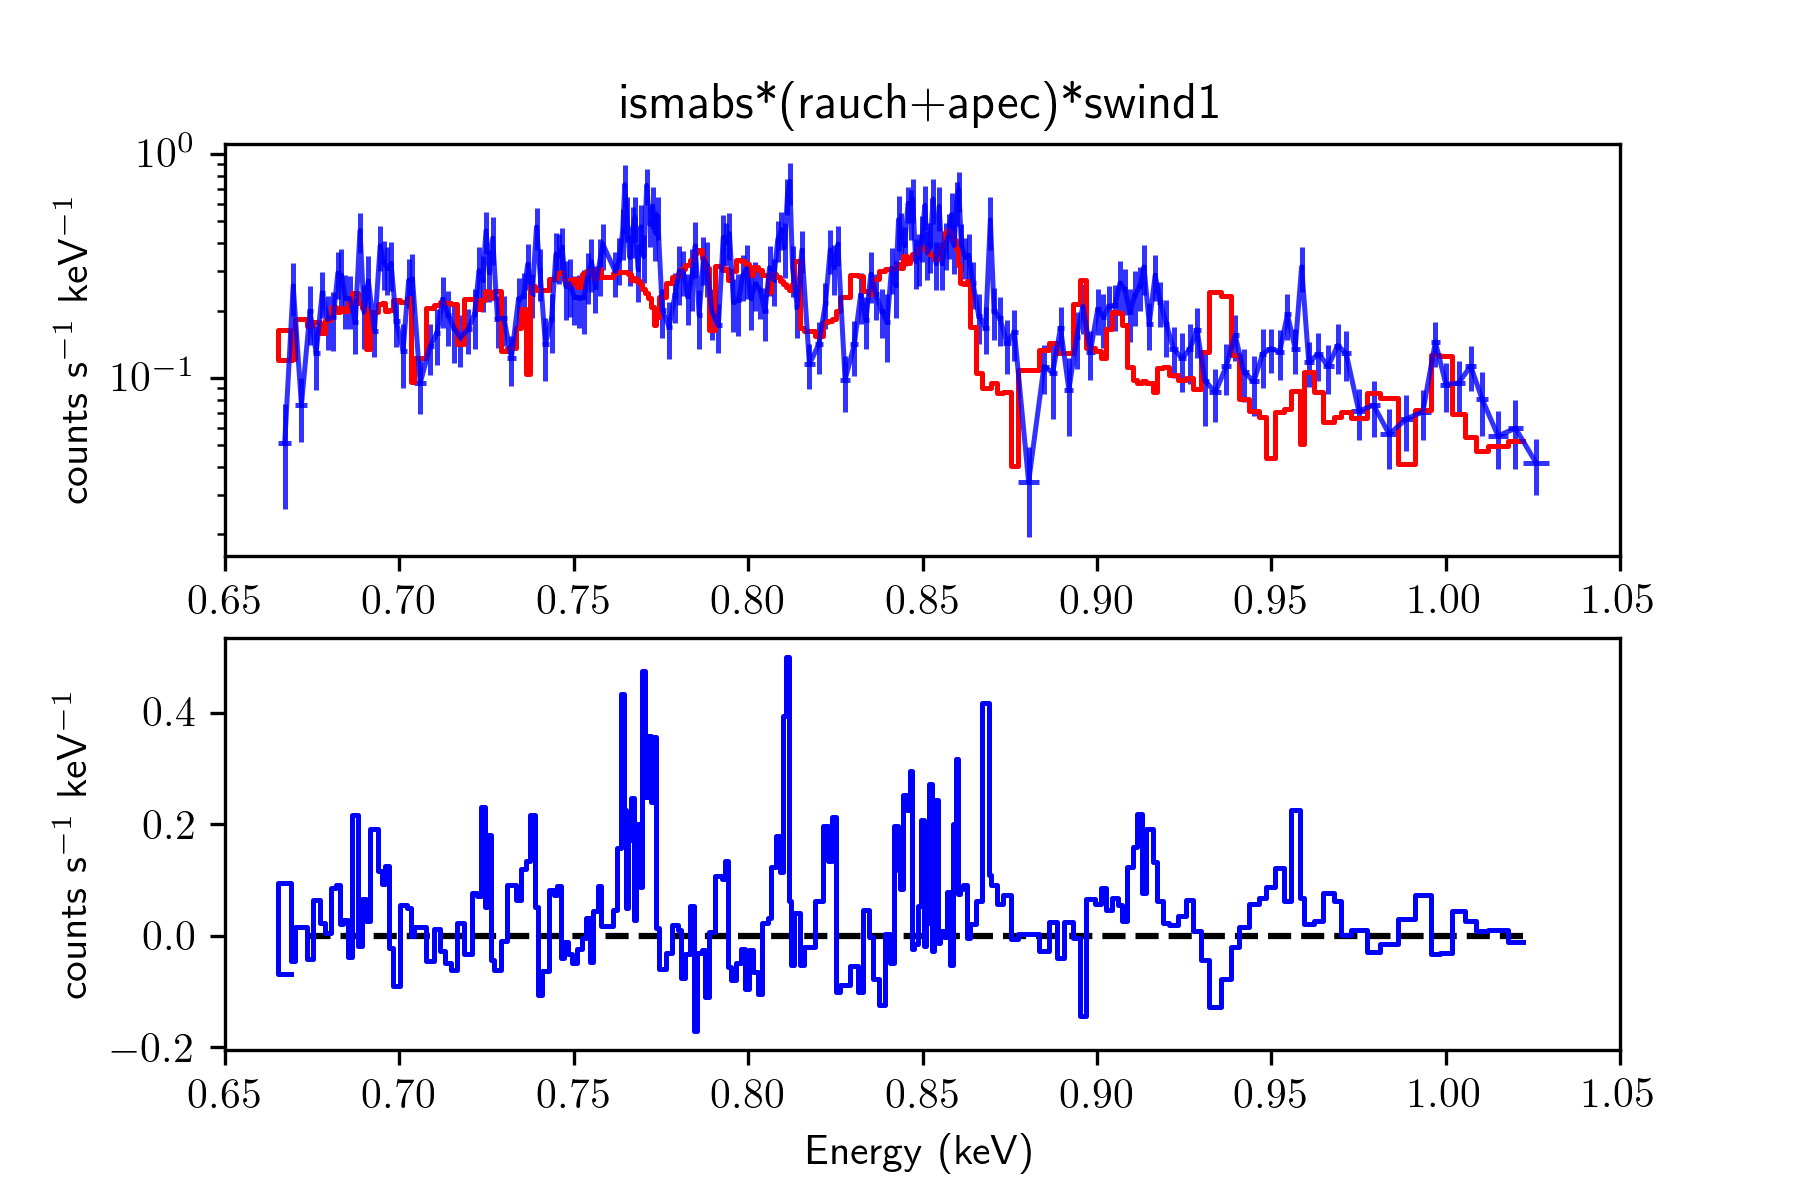 ismabs*(rauch+apec)*swind1
counts s⁻¹ keV⁻¹
10⁰
10⁻¹
0.65 0.70 0.75 0.80 0.85 0.90 0.95 1.00 1.05
counts s⁻¹ keV⁻¹
0.4
0.2
0.0
−0.2
0.65 0.70 0.75 0.80 0.85 0.90 0.95 1.00 1.05
Energy (keV)